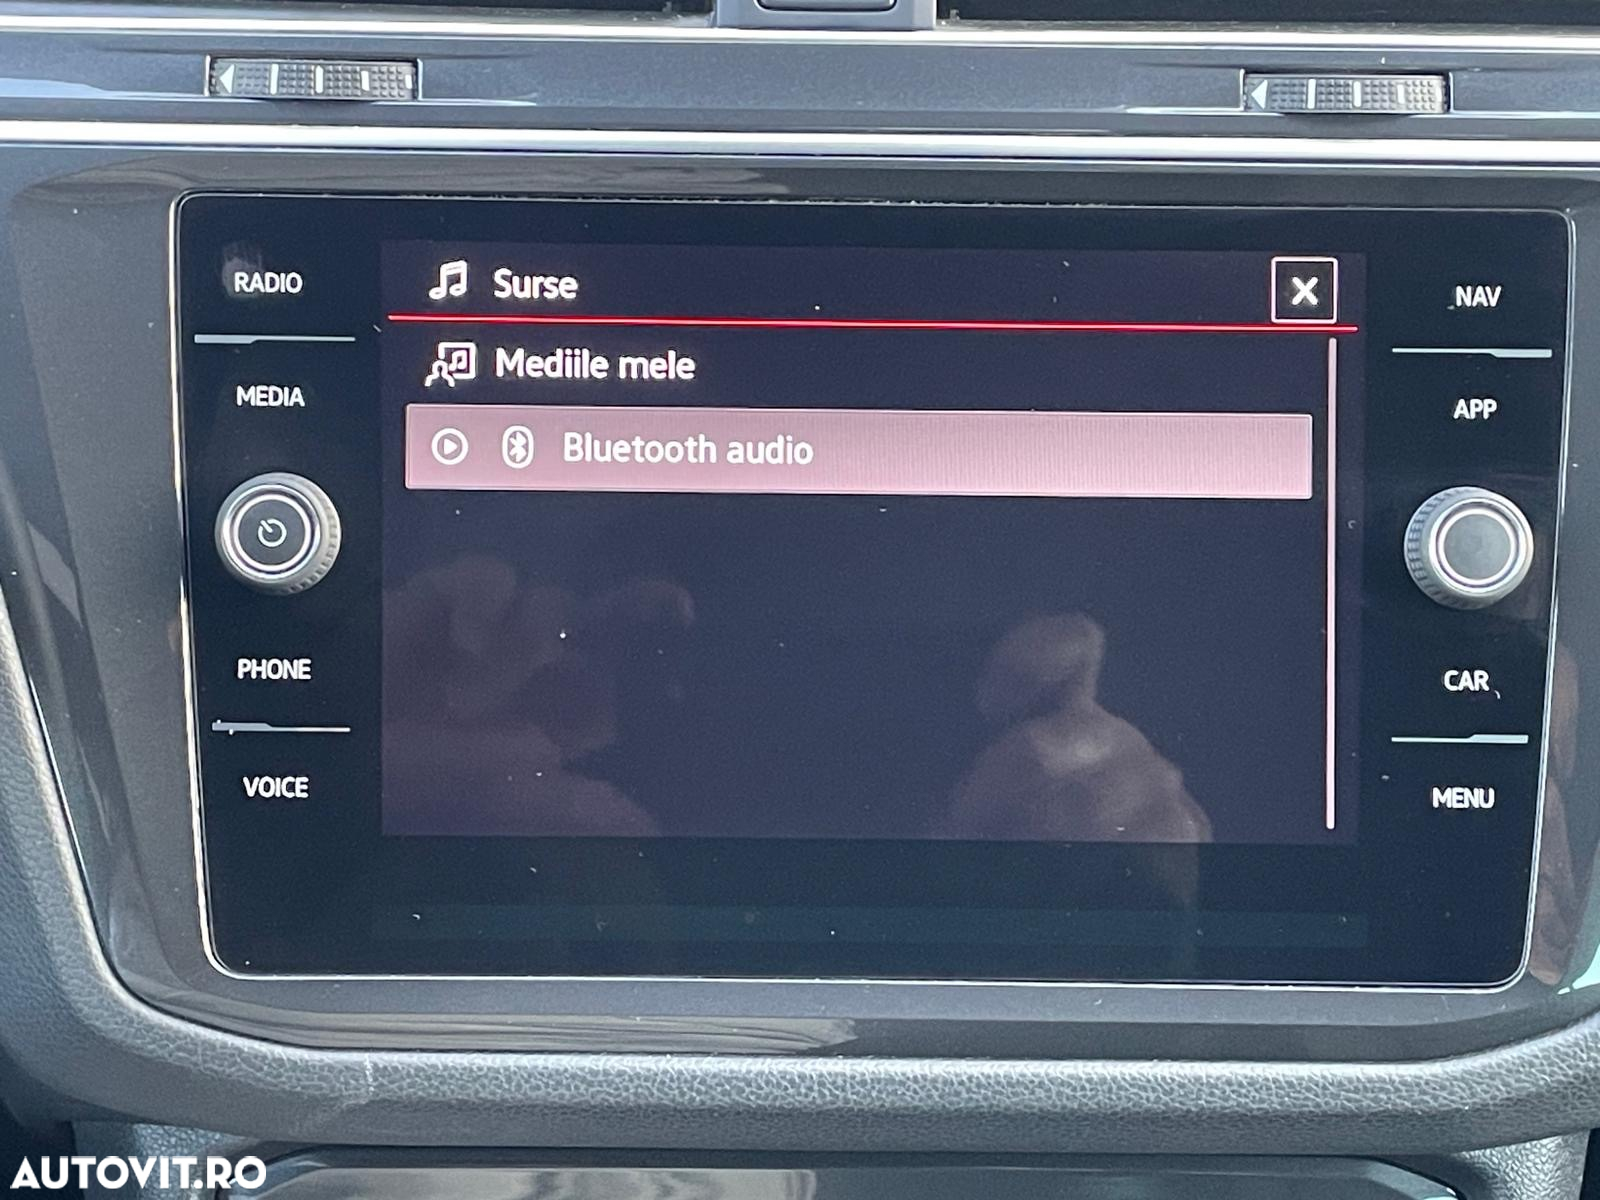 RADIO
MEDIA
PHONE
VOICE
Surse
Mediile mele
Bluetooth audio
NAV
APP
CAR
MENU
AUTOVIT.RO